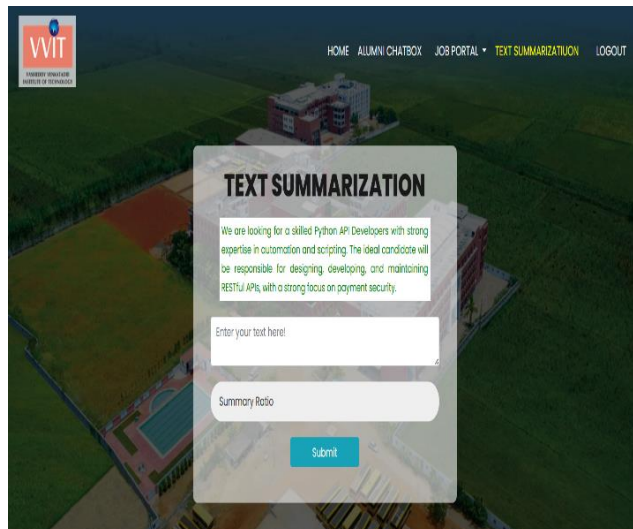 VVIT
VASIREDDY VENKATADRI
INSTITUTE OF TECHNOLOGY
HOME ALUMNI CHATBOX JOB PORTAL TEXT SUMMARIZATIUON LOGOUT
TEXT SUMMARIZATION
We are looking for a skilled Python API Developers with strong
expertise in automation and scripting. The ideal candidate will
be responsible for designing, developing, and maintaining
RESTful APIs, with a strong focus on payment security.
Enter your text here!
Summary Ratio
Submit